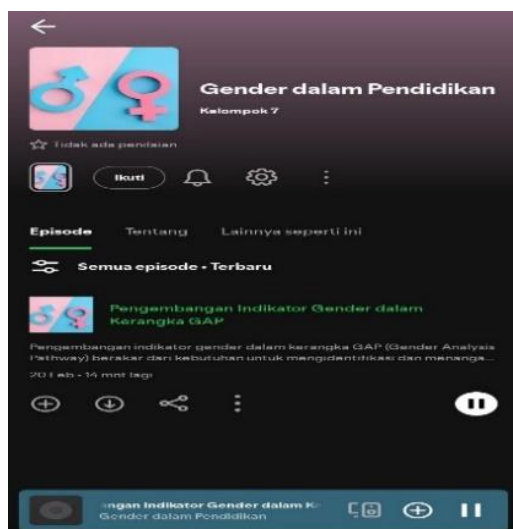 Gender dalam Pendidikan
Kelompok 7
Tidak ada penilaian
Ikuti
Episode Tentang Lainnya seperti ini
Semua episode • Terbaru
Pengembangan Indikator Gender dalam
Kerangka GAP
Pengembangan indikator gender dalam kerangka GAP (Gender Analysis
Pathway) berakar dari kebutuhan untuk mengidentifikasi dan menanga...
20 Feb • 14 mnt lagi
ngan Indikator Gender dalam K
Gender dalam Pendidikan